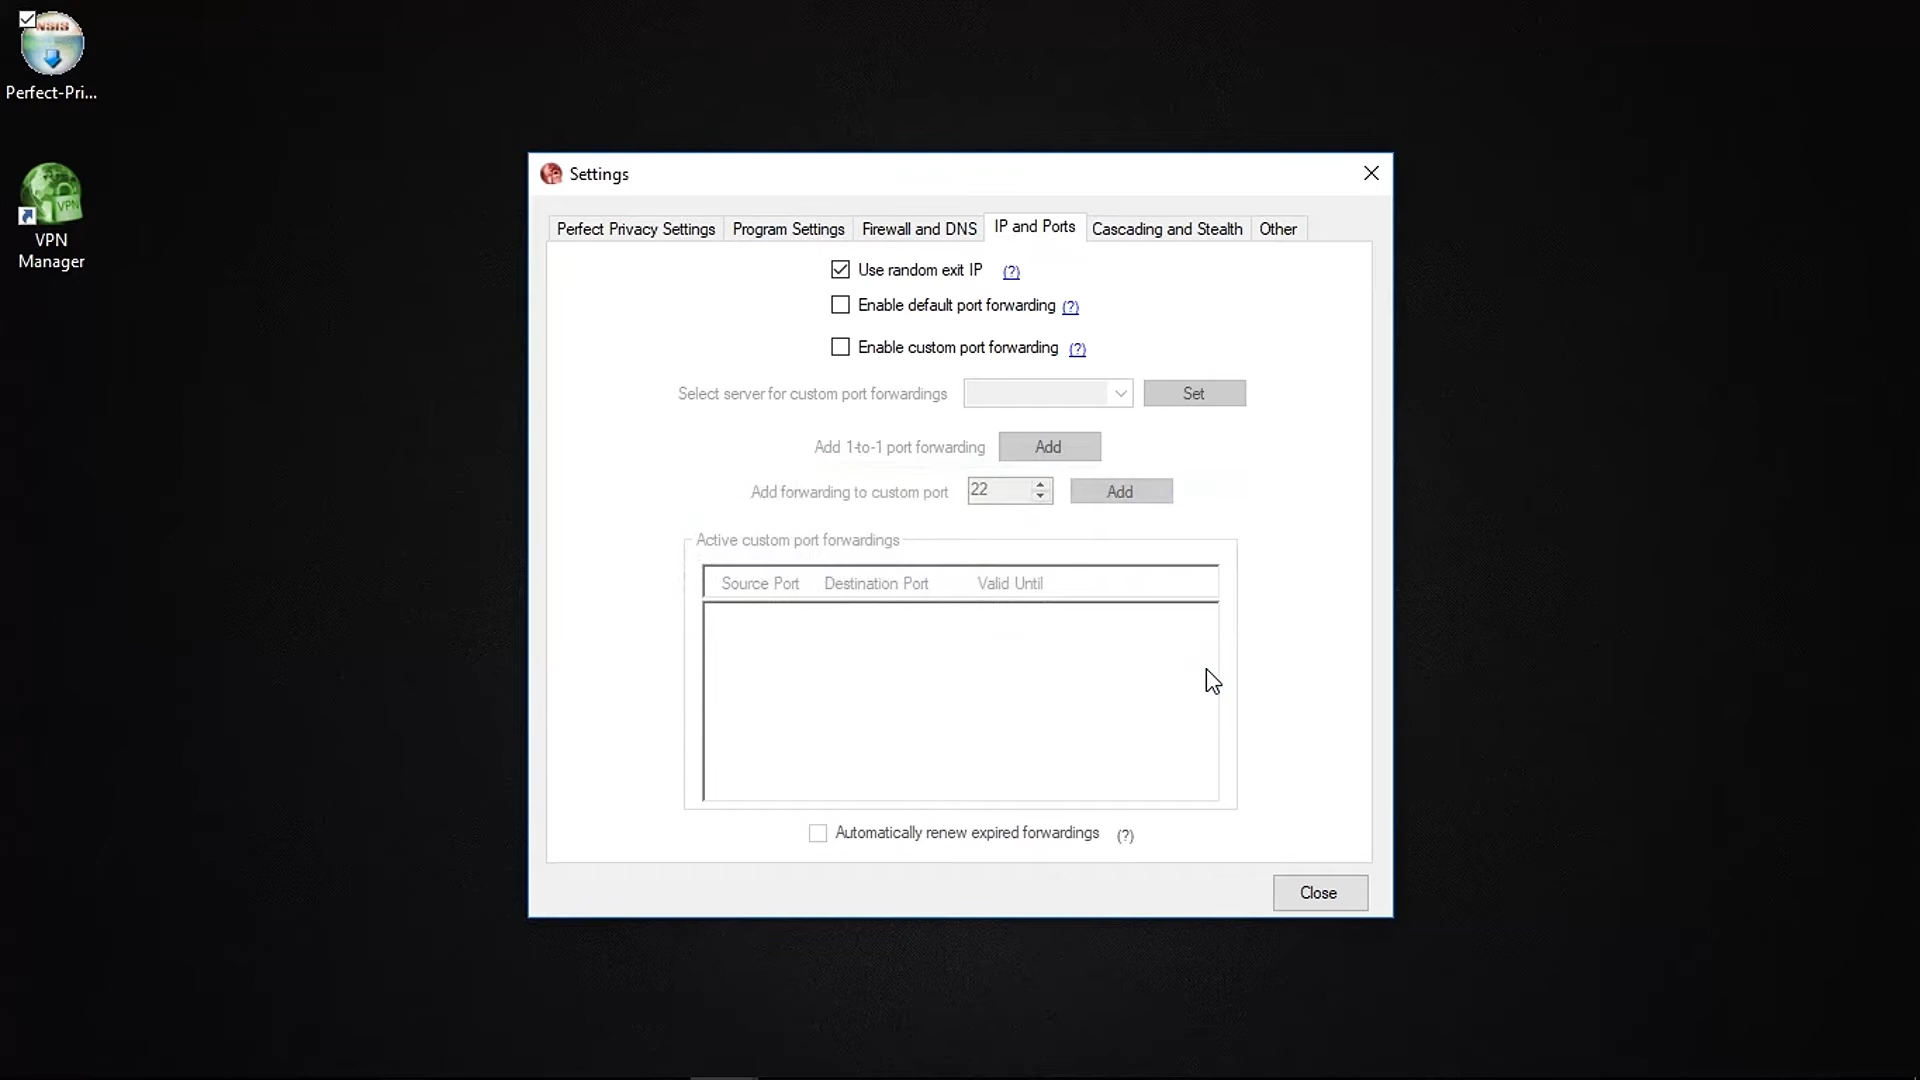 NSIS
Perfect-Pri...
VPN
VPN
Manager
Settings
Perfect Privacy Settings
Program Settings
Firewall and DNS
IP and Ports
Cascading and Stealth
Other
Use random exit IP (?)
Enable default port forwarding (?)
Enable custom port forwarding (?)
Select server for custom port forwardings
Set
Add 1-to-1 port forwarding
Add
Add forwarding to custom port
22
Add
Active custom port forwardings
Source Port
Destination Port
Valid Until
Automatically renew expired forwardings (?)
Close